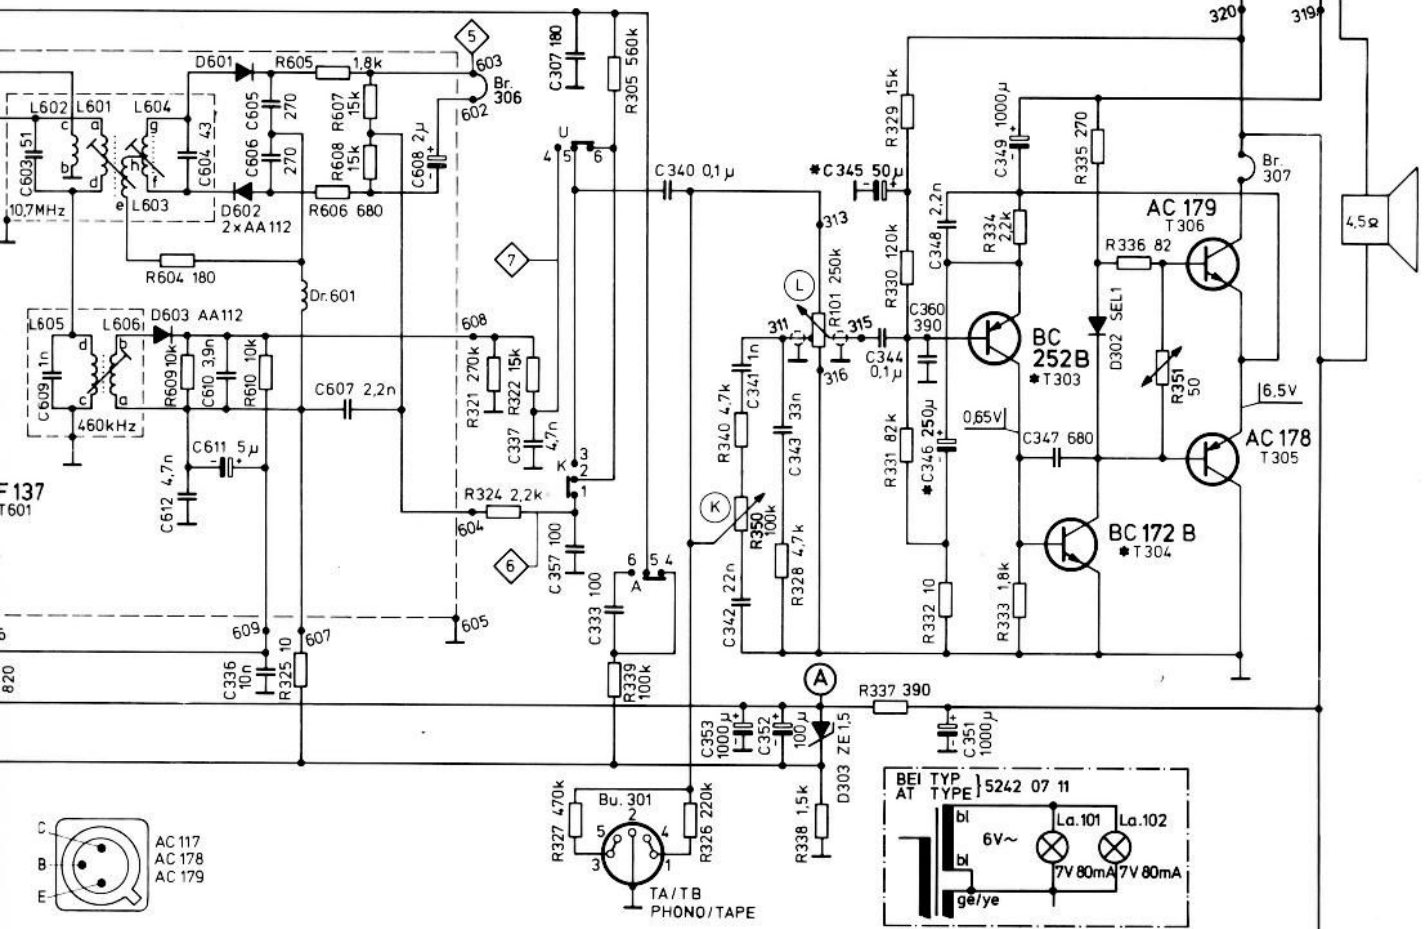 320
319
5
603
Br.
306
602
D601
R605 1,8k
C605
270
C606
270
R607
15k
R608
15k
C608 2µ
+
-
C307 180
R305 560k
L602
L601
L604
c
a
g
b
d
h
f
e
C603 51
C604 43
10,7MHz
L603
D602
2x AA112
R606 680
R604 180
Dr.601
U
4
5
6
7
C340 0,1µ
*C345 50µ
- +
R329 15k
R330 120k
C349 1000µ
+
-
R335 270
C348 2,2n
R334
2,2k
Br.
307
AC 179
T306
R336 82
4,5Ω
313
L
R101 250k
311
315
316
C344
0,1µ
C360
390
BC
252B
*T303
D302 SEL1
R351
50
6,5V
0,65V
L605
L606
D603 AA112
d
b
c
a
C609 1n
460kHz
R609 10k
C610 3,9n
R610 10k
608
C607 2,2n
R321 270k
R322 15k
C337
4,7n
C341 1n
R340 4,7k
C343 33n
R331 82k
*C346 250µ
+
-
C347 680
AC 178
T305
C611 5µ
- +
C612 4,7n
F 137
T601
K
3
2
1
R324 2,2k
604
6
C357 100
K
R350
100k
R328 4,7k
BC 172 B
*T304
6
5
4
A
C333 100
C342 22n
R332 10
R333 1,8k
605
609
607
820
C336
10n
R325 10
R339
100k
A
R337 390
C353
1000µ
+
-
C352
100µ
+
-
D303 ZE 1,5
C351
1000µ
+
-
R327 470k
Bu. 301
R326 220k
2
5
4
3
1
TA/TB
PHONO/TAPE
R338 1,5k
BEI TYP
AT TYPE } 5242 07 11
bl
6V~
La.101
La.102
bl
7V 80mA
7V 80mA
ge/ye
C
B
E
AC 117
AC 178
AC 179